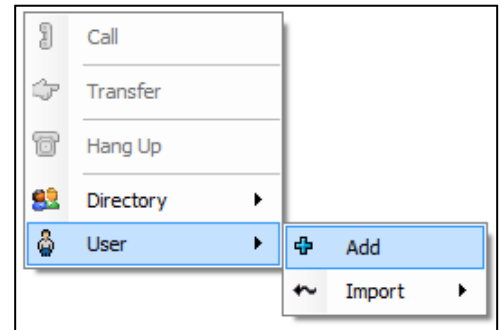 Call
Transfer
Hang Up
Directory
User
Add
Import